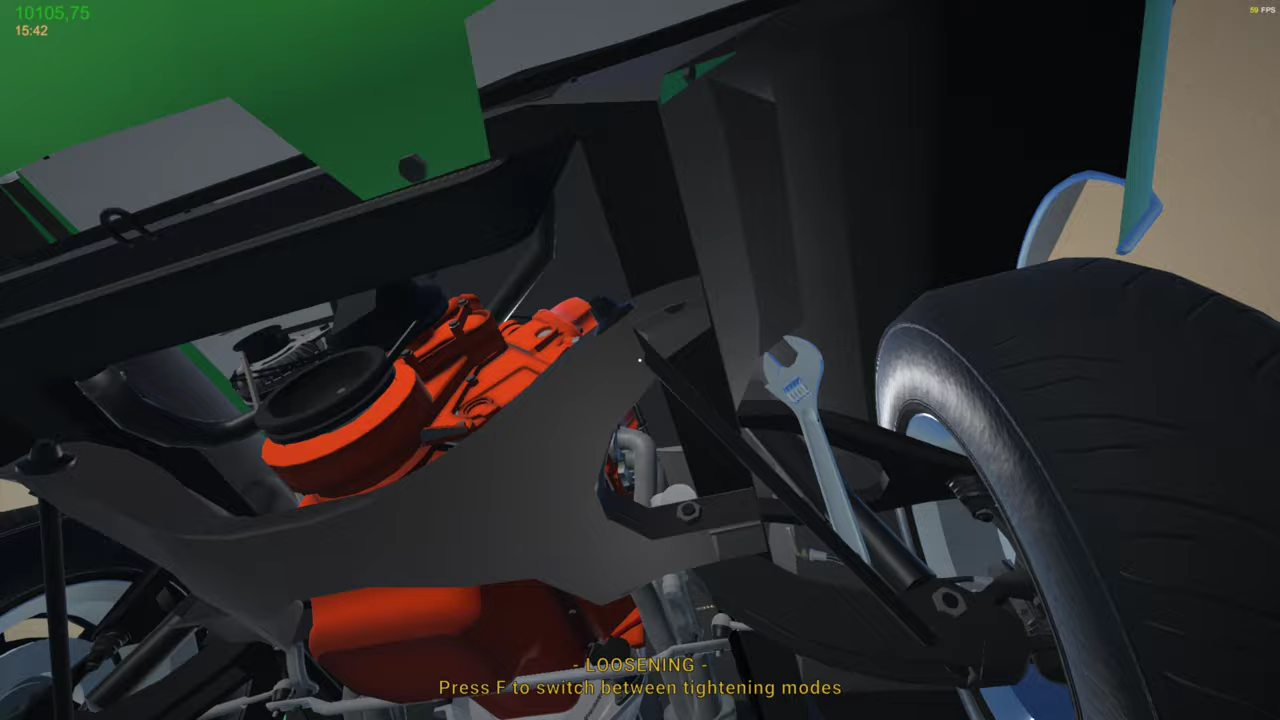 10105,75
59 FPS
15:42
- LOOSENING -
Press F to switch between tightening modes